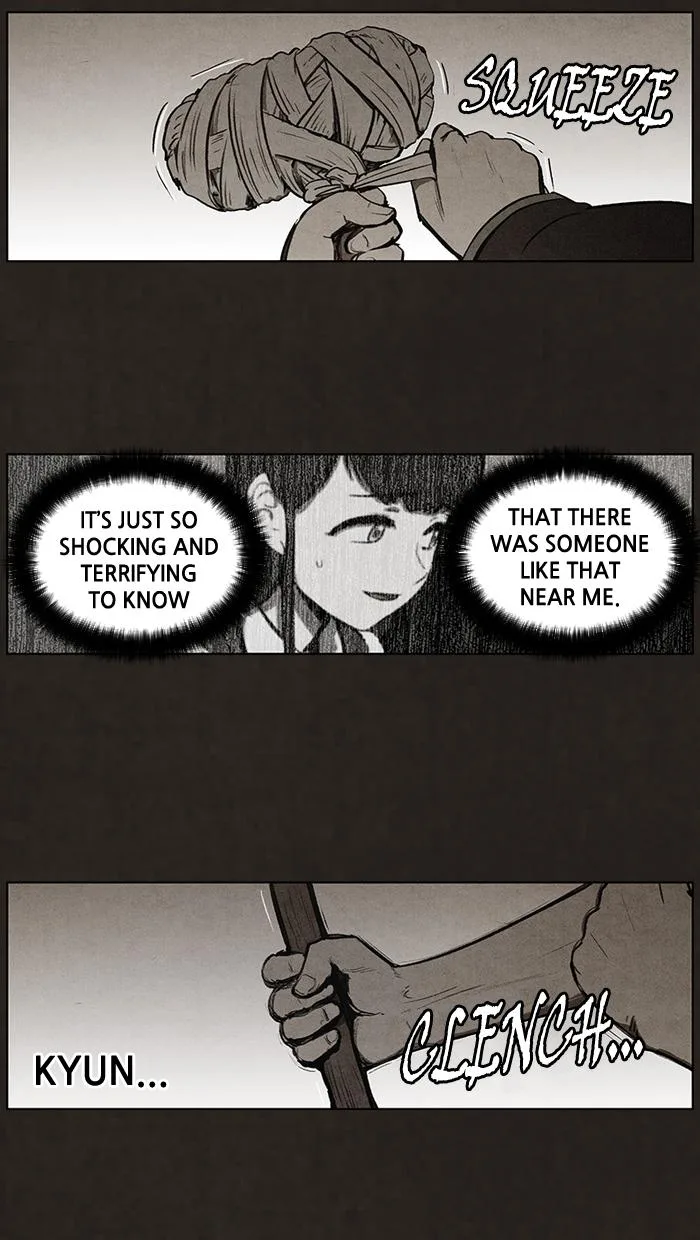 SQUEEZE
IT'S JUST SO
SHOCKING AND
TERRIFYING
TO KNOW
THAT THERE
WAS SOMEONE
LIKE THAT
NEAR ME.
CLENCH...
KYUN...